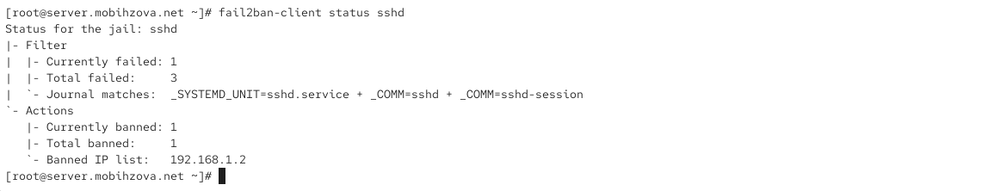 [root@server.mobihzova.net ~]# fail2ban-client status sshd
Status for the jail: sshd
|- Filter
|  |- Currently failed: 1
|  |- Total failed:     3
|  `- Journal matches:  _SYSTEMD_UNIT=sshd.service + _COMM=sshd + _COMM=sshd-session
`- Actions
   |- Currently banned: 1
   |- Total banned:     1
   `- Banned IP list:   192.168.1.2
[root@server.mobihzova.net ~]#